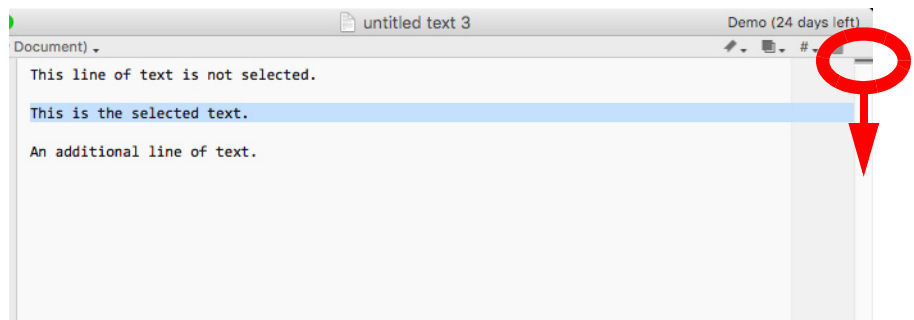 untitled text 3
Demo (24 days left)
Document)
#
This line of text is not selected.
This is the selected text.
An additional line of text.